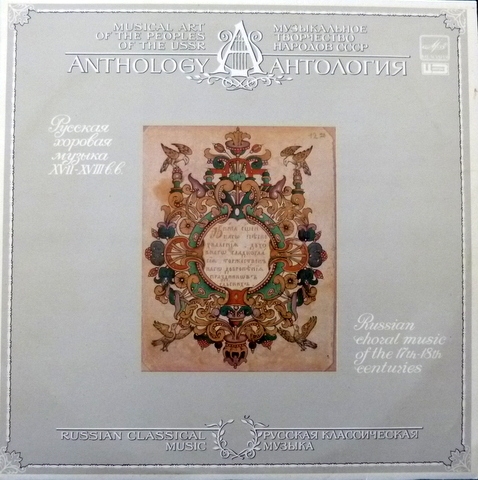 MUSICAL ART
OF THE PEOPLES
OF THE USSR
ANTHOLOGY
МУЗЫКАЛЬНОЕ
ТВОРЧЕСТВО
НАРОДОВ СССР
АНТОЛОГИЯ
Русская
хоровая
музыка
XVII-XVIII в.в.
Russian
choral music
of the 17th-18th
centuries
RUSSIAN CLASSICAL
MUSIC
РУССКАЯ КЛАССИЧЕСКАЯ
МУЗЫКА